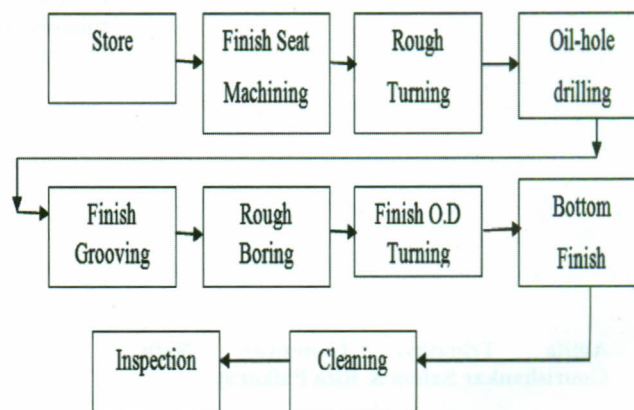 Store
Finish Seat
Machining
Rough
Turning
Oil-hole
drilling
Finish
Grooving
Rough
Boring
Finish O.D
Turning
Bottom
Finish
Inspection
Cleaning